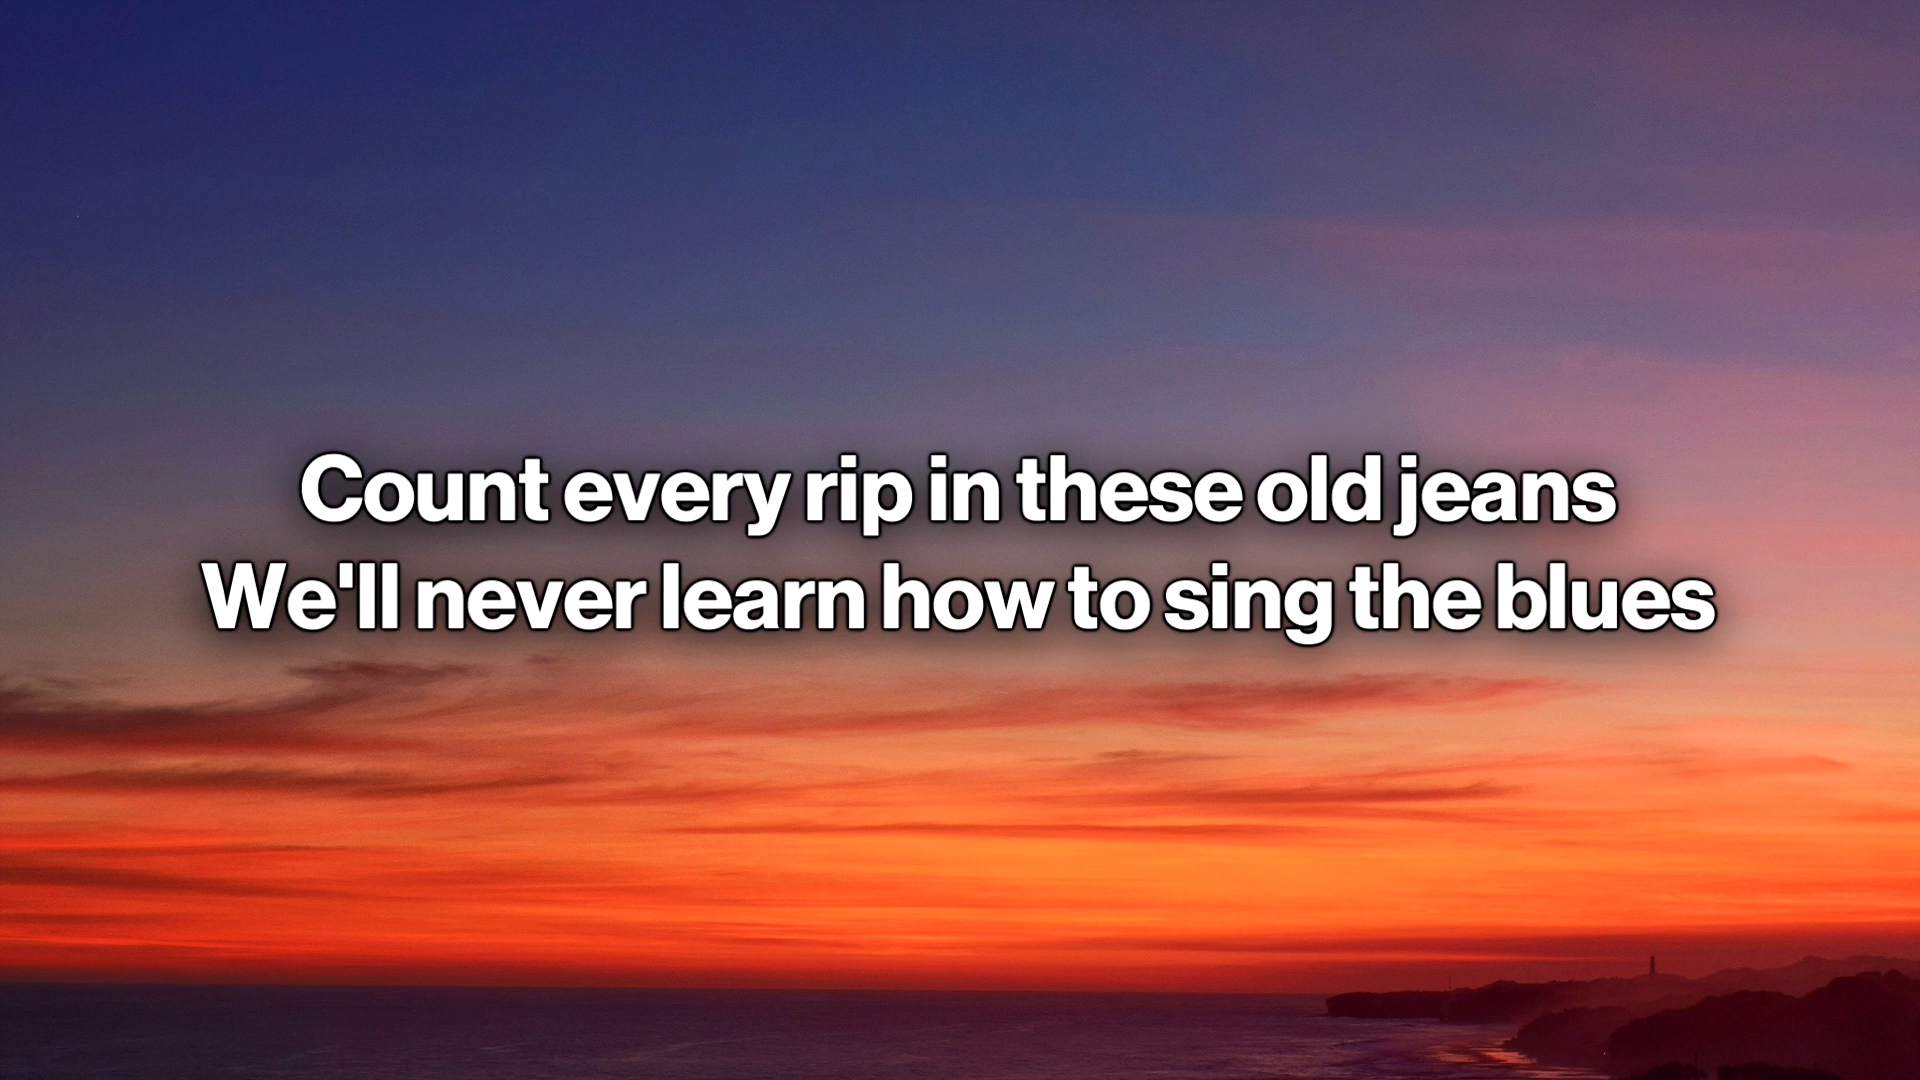 Count every rip in these old jeans
We'll never learn how to sing the blues